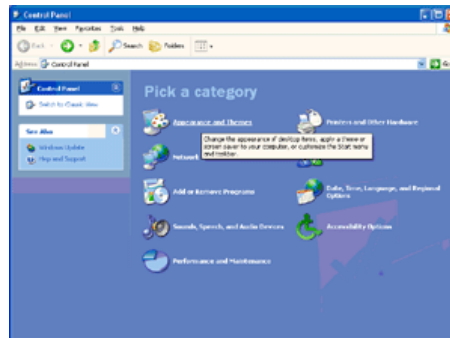 Control Panel
File Edit View Favorites Tools Help
Back Search Folders
Address Control Panel Go
Control Panel
Switch to Classic View
See Also
Windows Update
Help and Support
Pick a category
Appearance and Themes
Printers and Other Hardware
Change the appearance of desktop items, apply a theme or
screen saver to your computer, or customize the Start menu
and taskbar.
Network
Add or Remove Programs
Date, Time, Language, and Regional
Options
Sounds, Speech, and Audio Devices
Accessibility Options
Performance and Maintenance